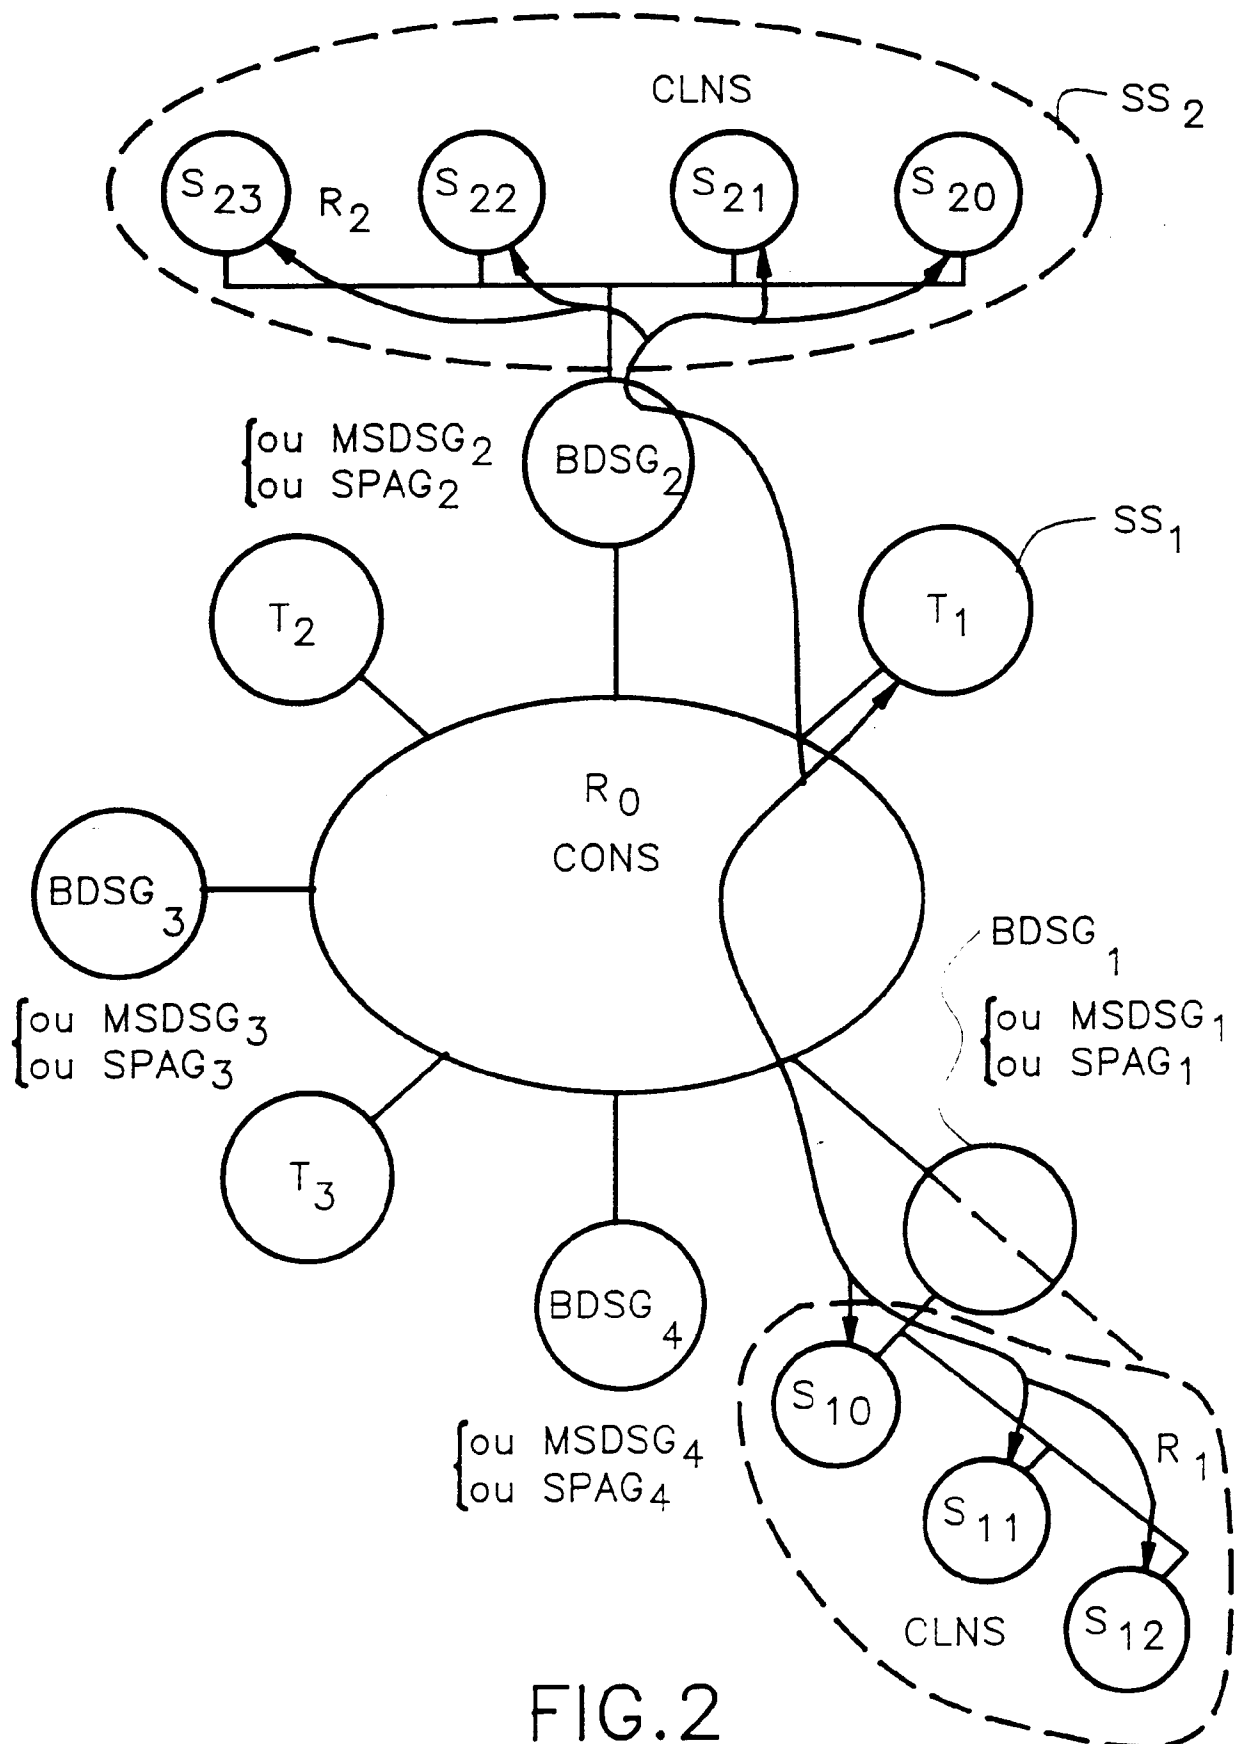 CLNS
SS2
S23
R2
S22
S21
S20
BDSG2
ou MSDSG2
ou SPAG2
SS1
T2
T1
R0
CONS
BDSG3
ou MSDSG3
ou SPAG3
BDSG1
ou MSDSG1
ou SPAG1
T3
BDSG4
ou MSDSG4
ou SPAG4
S10
R1
S11
S12
CLNS
FIG.2